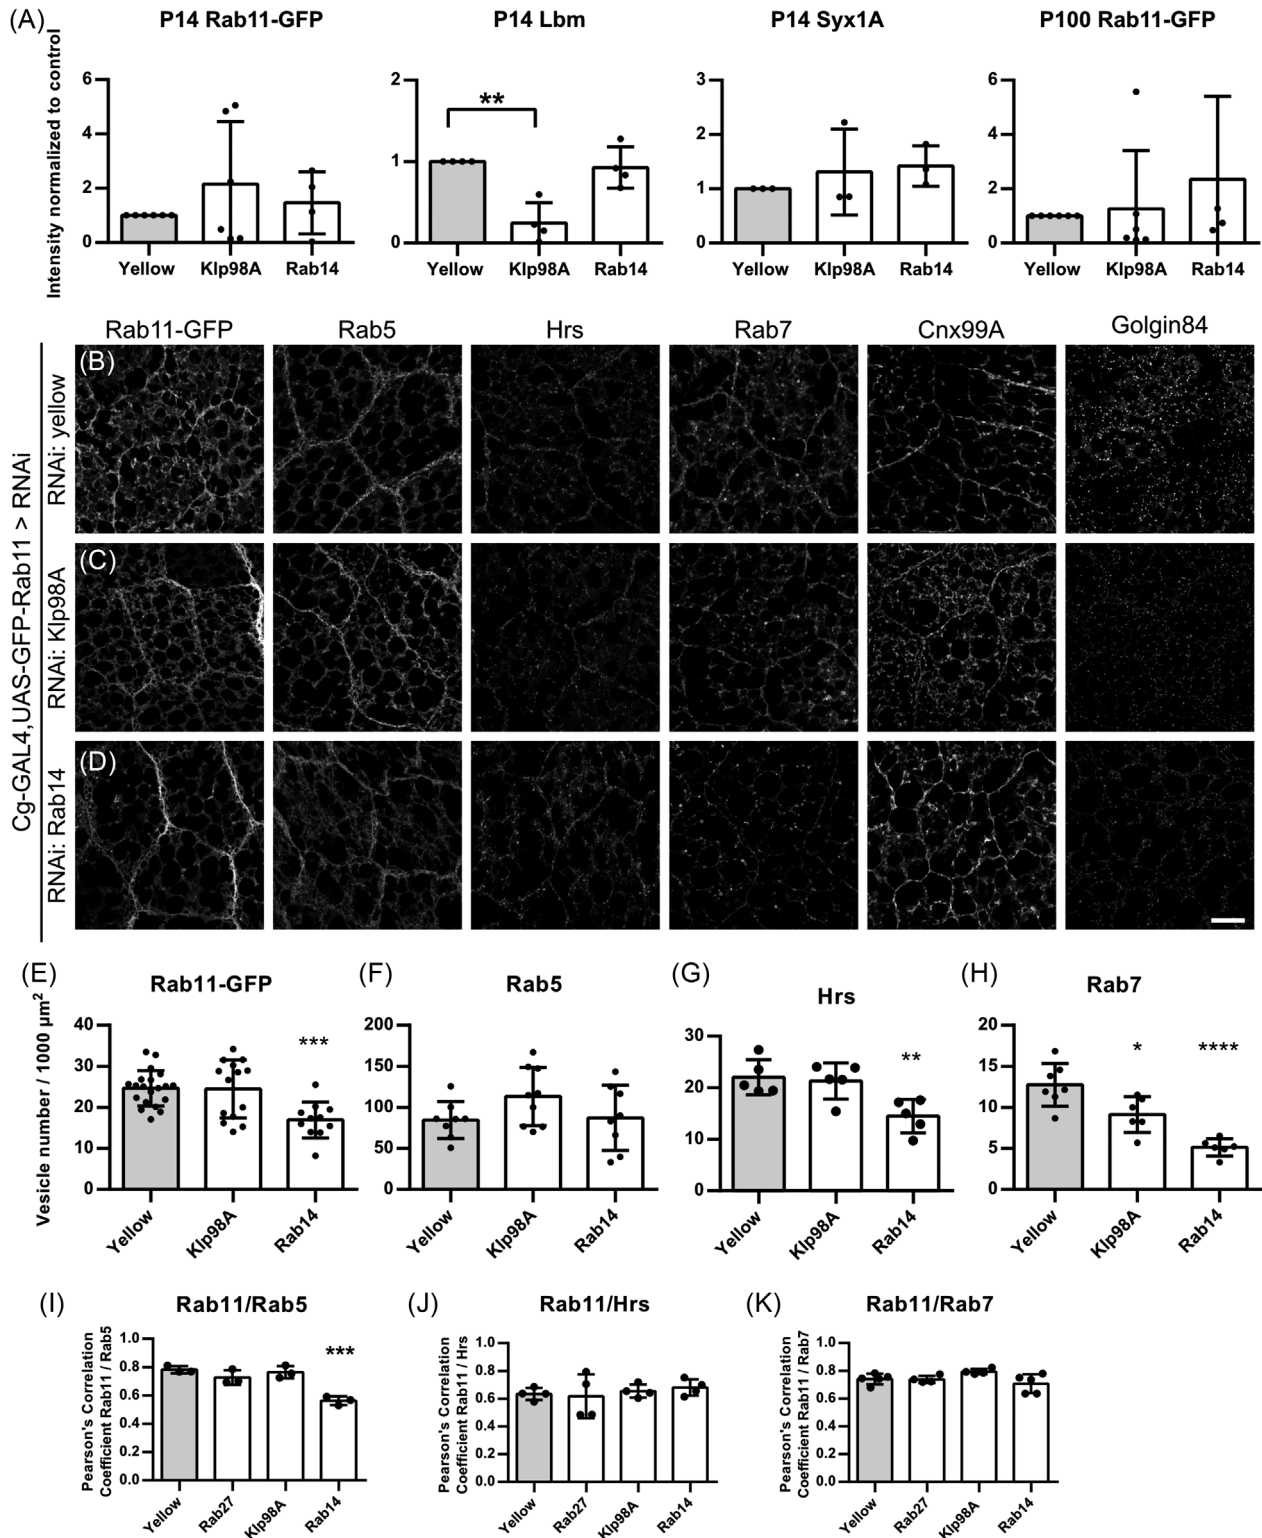 (A)
P14 Rab11-GFP
P14 Lbm
P14 Syx1A
P100 Rab11-GFP
Intensity normalized to control
6
4
2
0
Yellow
Klp98A
Rab14
2
1
0
**
Yellow
Klp98A
Rab14
3
2
1
0
Yellow
Klp98A
Rab14
6
4
2
0
Yellow
Klp98A
Rab14
Cg-GAL4,UAS-GFP-Rab11 > RNAi
Rab11-GFP
Rab5
Hrs
Rab7
Cnx99A
Golgin84
RNAi: yellow
(B)
RNAi: Klp98A
(C)
RNAi: Rab14
(D)
(E)
Rab11-GFP
Vesicle number / 1000 µm²
40
30
20
10
0
***
Yellow
Klp98A
Rab14
(F)
Rab5
200
150
100
50
0
Yellow
Klp98A
Rab14
(G)
Hrs
30
20
10
0
**
Yellow
Klp98A
Rab14
(H)
Rab7
20
15
10
5
0
*
****
Yellow
Klp98A
Rab14
(I)
Rab11/Rab5
Pearson's Correlation
Coefficient Rab11 / Rab5
1.0
0.8
0.6
0.4
0.2
0.0
***
Yellow
Rab27
Klp98A
Rab14
(J)
Rab11/Hrs
Pearson's Correlation
Coefficient Rab11 / Hrs
1.0
0.8
0.6
0.4
0.2
0.0
Yellow
Rab27
Klp98A
Rab14
(K)
Rab11/Rab7
Pearson's Correlation
Coefficient Rab11 / Rab7
1.0
0.8
0.6
0.4
0.2
0.0
Yellow
Rab27
Klp98A
Rab14